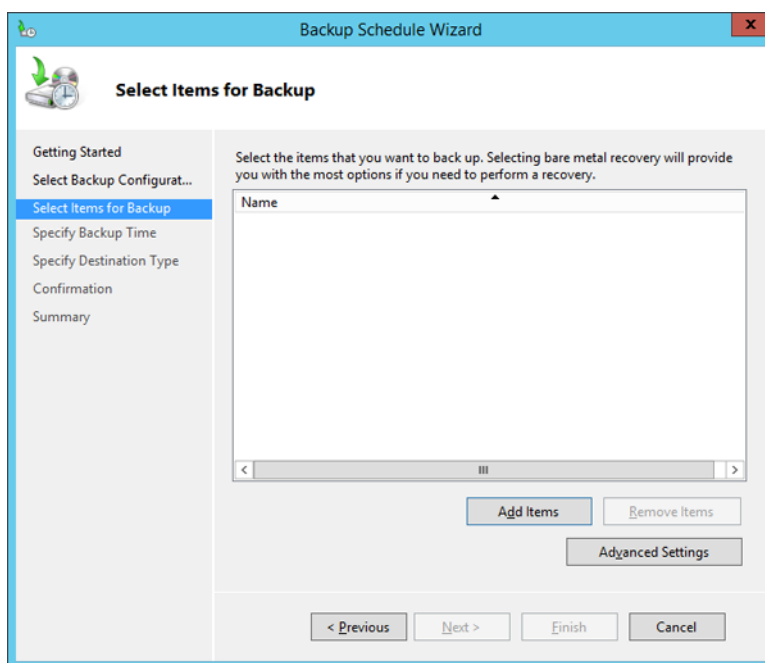 Backup Schedule Wizard
x
Select Items for Backup
Getting Started
Select Backup Configurat...
Select Items for Backup
Specify Backup Time
Specify Destination Type
Confirmation
Summary
Select the items that you want to back up. Selecting bare metal recovery will provide
you with the most options if you need to perform a recovery.
Name
Add Items
Remove Items
Advanced Settings
< Previous
Next >
Finish
Cancel